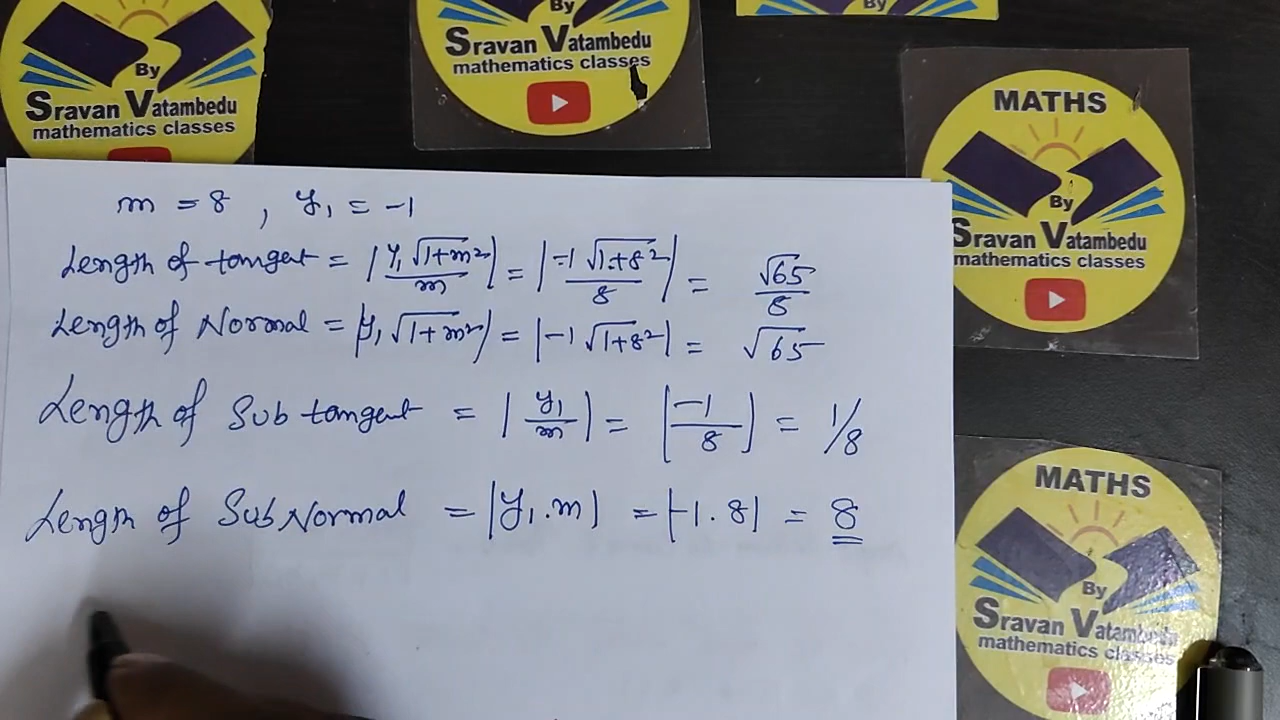 By
Sravan Vatambedu
mathematics classes
By
Sravan Vatambedu
mathematics classes
By
MATHS
By
Sravan Vatambedu
mathematics classes
m = 8 , y₁ = -1
Length of tangent = |y₁ √1+m² / m| = |-1 √1+8² / 8| = √65 / 8
Length of Normal = |y₁ √1+m²| = |-1 √1+8²| = √65
Length of Sub tangent = |y₁ / m| = |-1 / 8| = 1/8
Length of SubNormal = |y₁ . m| = |-1 . 8| = 8
MATHS
By
Sravan Vatambedu
mathematics classes